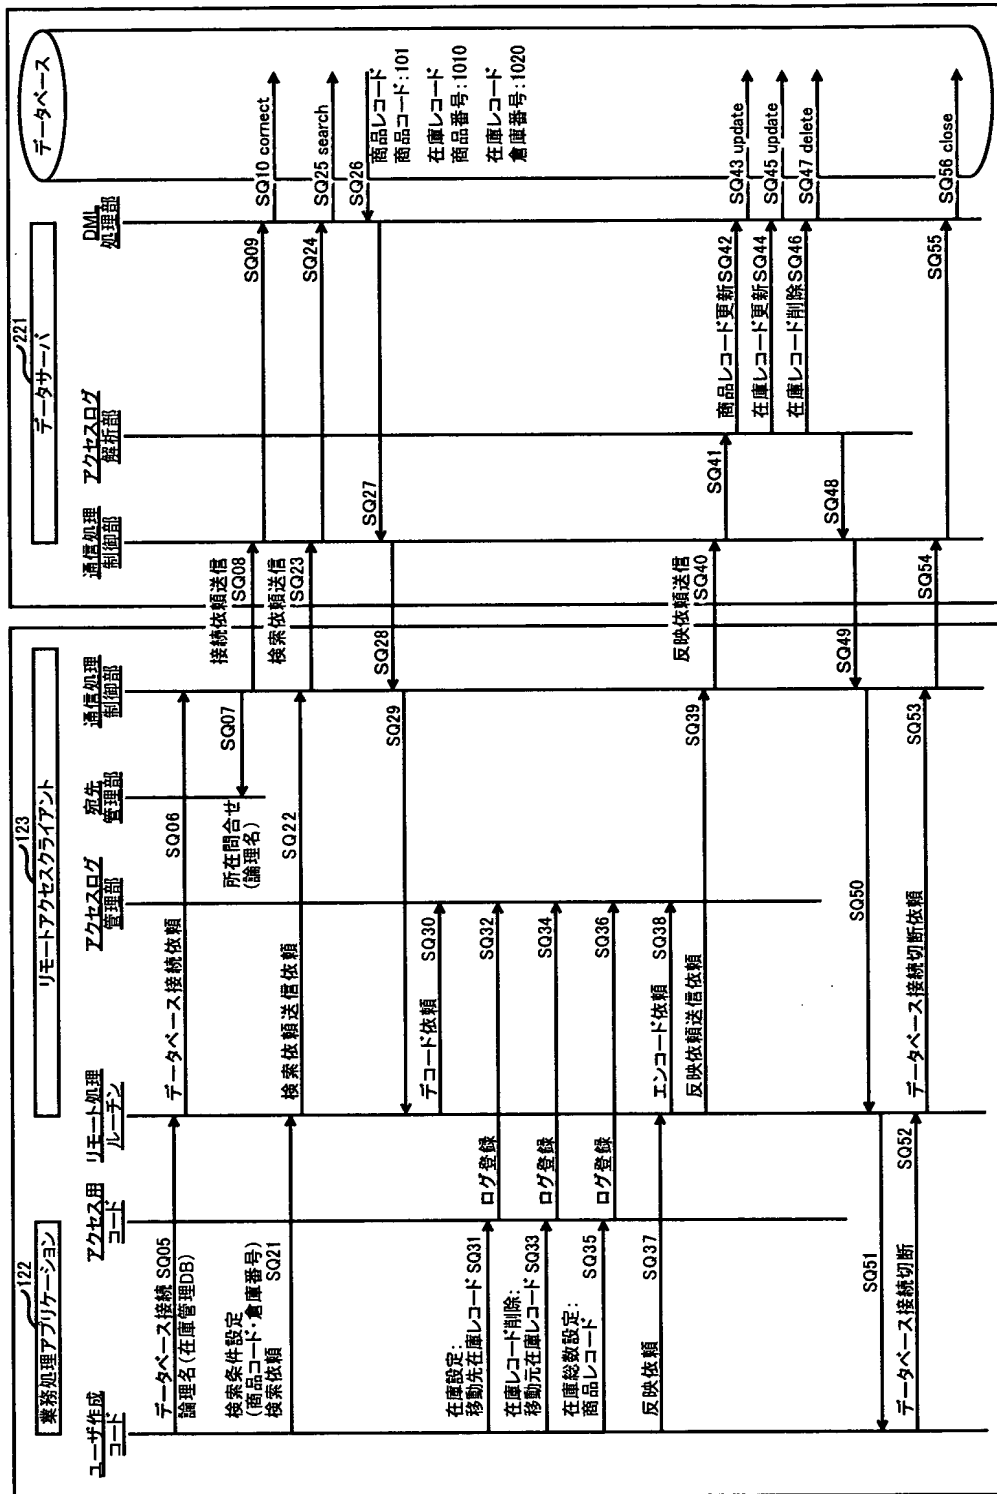 122
業務処理アプリケーション
123
リモートアクセスクライアント
221
データサーバ
データベース
ユーザ作成
コード
アクセス用
コード
リモート処理
ルーチン
アクセスログ
管理部
宛先
管理部
通信処理
制御部
通信処理
制御部
アクセスログ
解析部
DML
処理部
データベース接続 SQ05
論理名(在庫管理DB)
データベース接続依頼
SQ06
SQ07
所在問合せ
(論理名)
接続依頼送信
SQ08
SQ09
SQ10 cornect
検索条件設定
(商品コード・倉庫番号)
検索依頼
SQ21
検索依頼送信依頼
SQ22
検索依頼送信
SQ23
SQ24
SQ25 search
SQ26
商品レコード
商品コード:101
在庫レコード
商品番号:1010
在庫レコード
倉庫番号:1020
SQ27
SQ28
SQ29
デコード依頼
SQ30
在庫設定:
移動先在庫レコード SQ31
ログ登録
SQ32
在庫レコード削除:
移動元在庫レコード SQ33
ログ登録
SQ34
在庫総数設定:
商品レコード
SQ35
ログ登録
SQ36
反映依頼
SQ37
エンコード依頼
SQ38
反映依頼送信依頼
SQ39
反映依頼送信
SQ40
SQ41
商品レコード更新SQ42
SQ43 update
在庫レコード更新SQ44
SQ45 update
在庫レコード削除SQ46
SQ47 delete
SQ48
SQ49
SQ50
SQ51
データベース接続切断
SQ52
データベース接続切断依頼
SQ53
SQ54
SQ55
SQ56 close